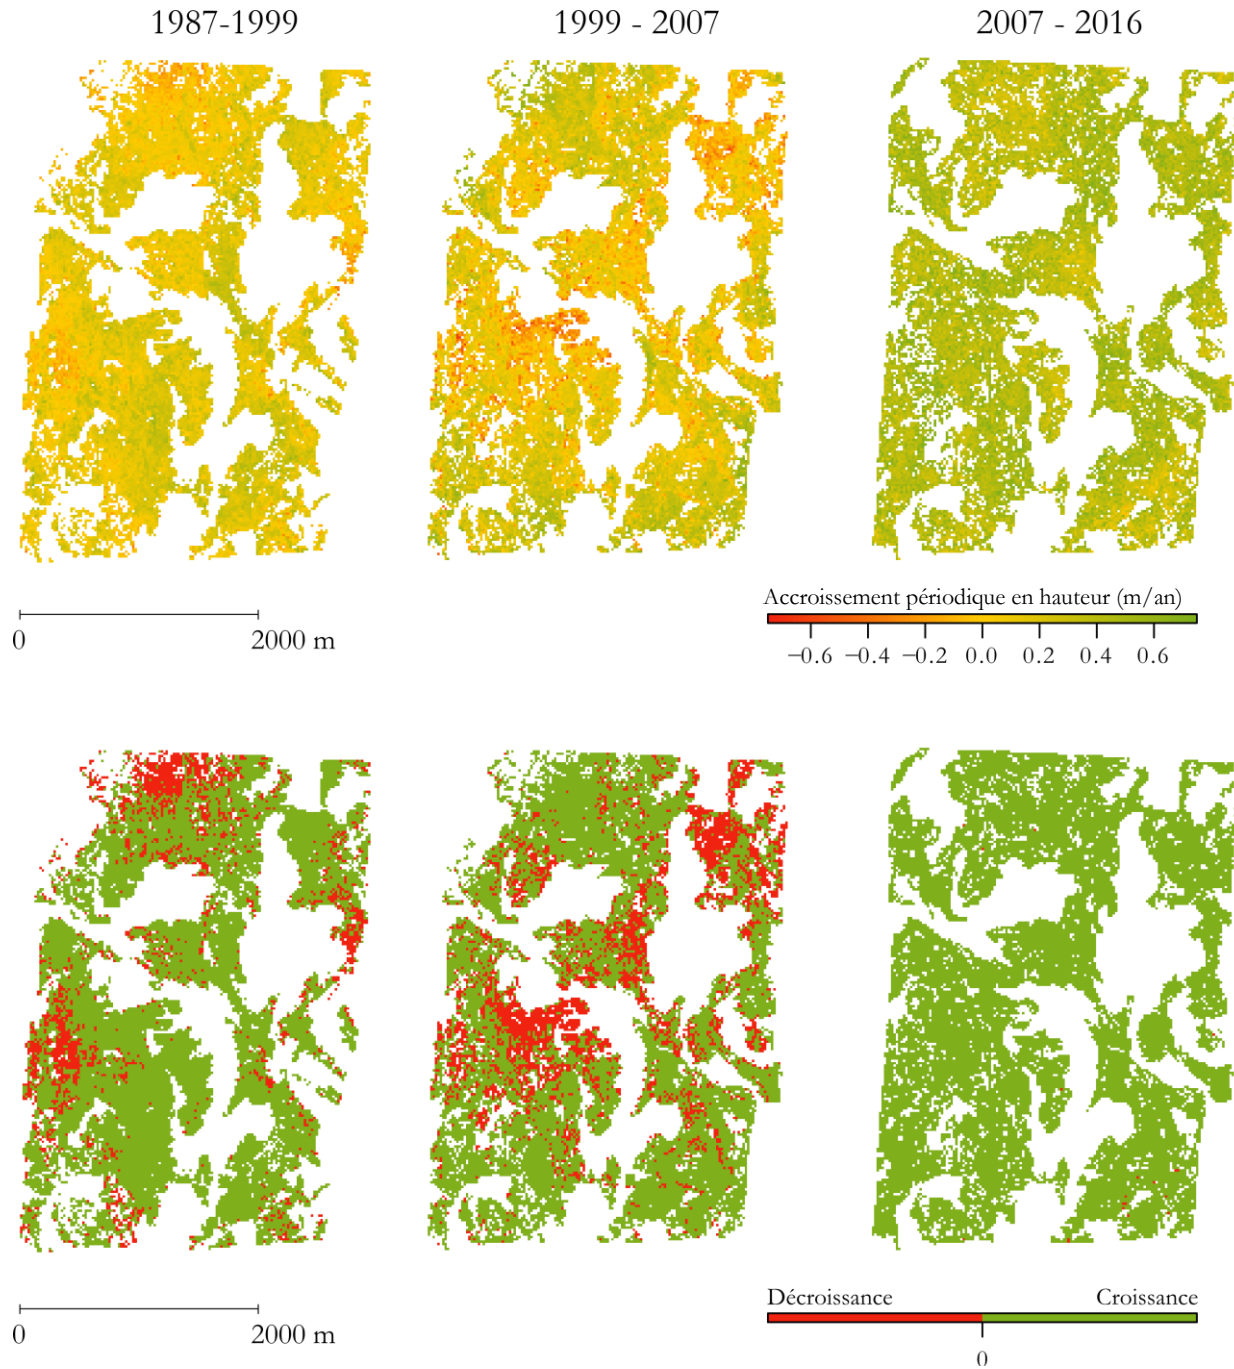 1987-1999
1999 - 2007
2007 - 2016
Accroissement périodique en hauteur (m/an)
−0.6 −0.4 −0.2 0.0 0.2 0.4 0.6
0 2000 m
Décroissance Croissance
0
0 2000 m